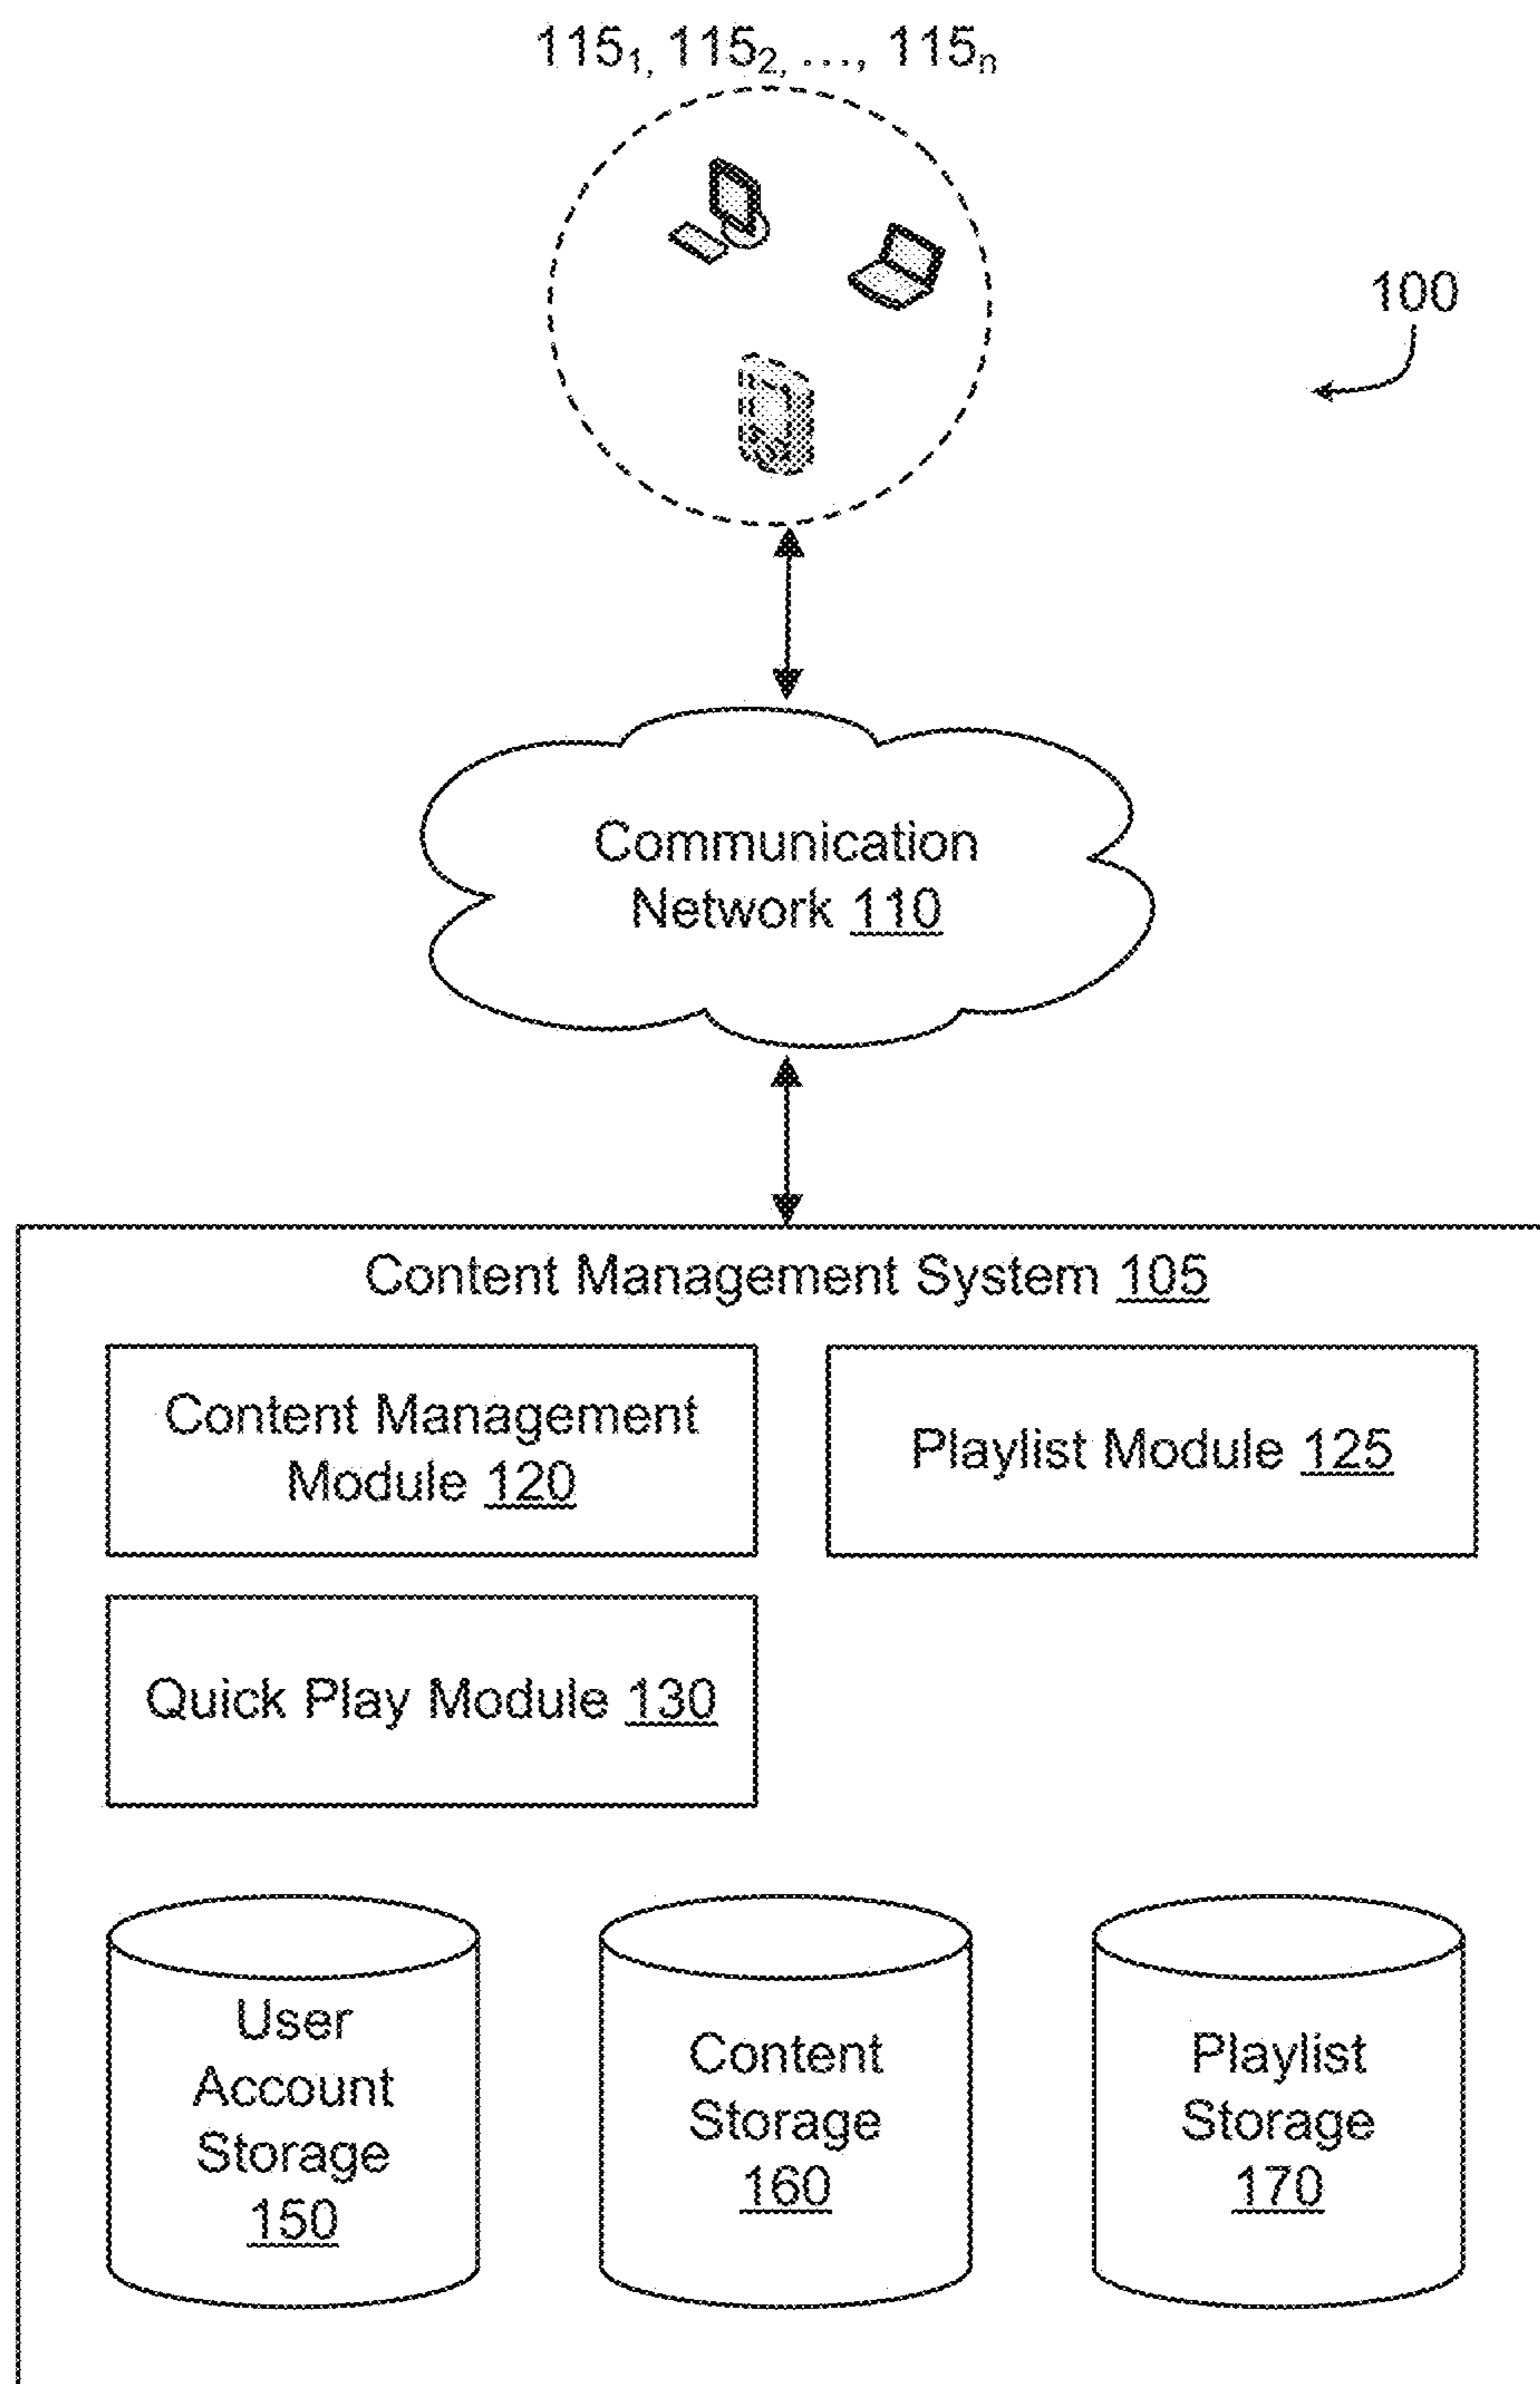 115₁, 115₂, ..., 115ₙ
100
Communication
Network 110
Content Management System 105
Content Management
Module 120
Playlist Module 125
Quick Play Module 130
User
Account
Storage
150
Content
Storage
160
Playlist
Storage
170